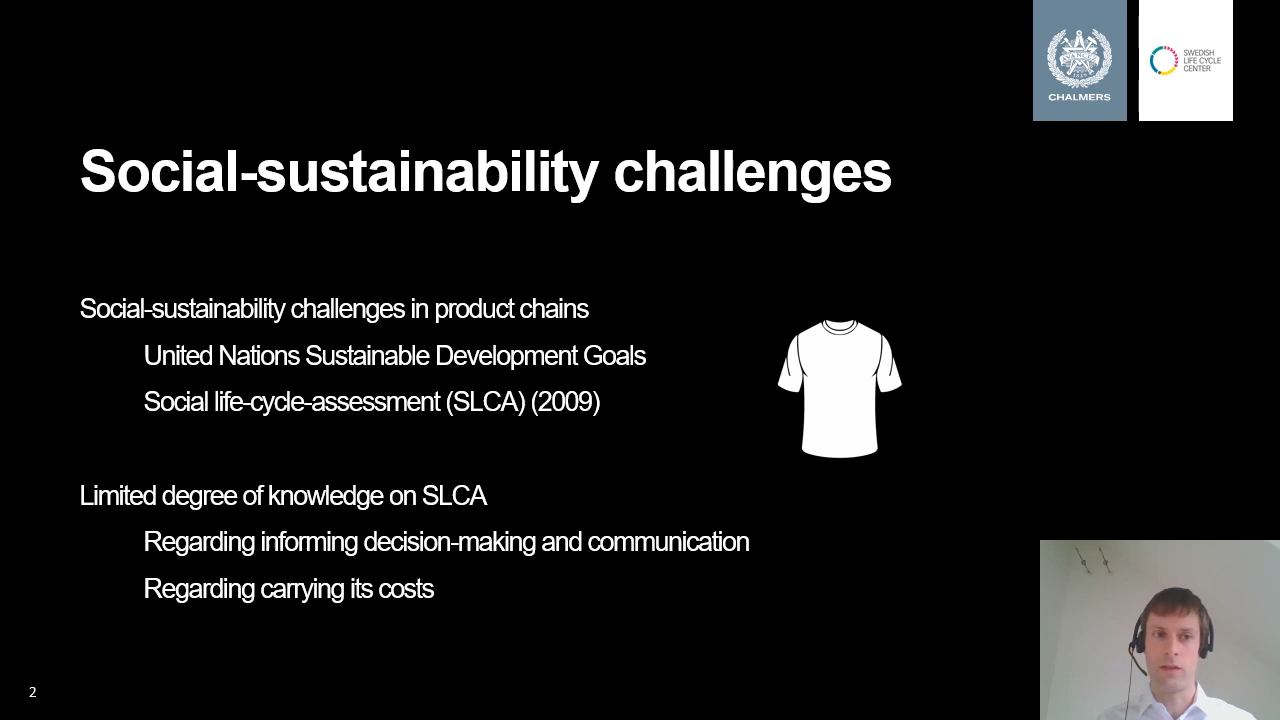 CHALMERS
SWEDISH
LIFE CYCLE
CENTER
Social-sustainability challenges
Social-sustainability challenges in product chains
United Nations Sustainable Development Goals
Social life-cycle-assessment (SLCA) (2009)
Limited degree of knowledge on SLCA
Regarding informing decision-making and communication
Regarding carrying its costs
2